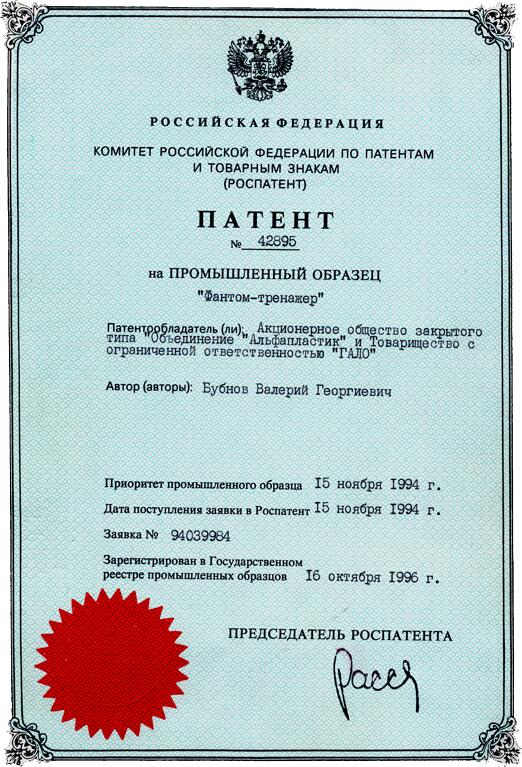 РОССИЙСКАЯ ФЕДЕРАЦИЯ
КОМИТЕТ РОССИЙСКОЙ ФЕДЕРАЦИИ ПО ПАТЕНТАМ
И ТОВАРНЫМ ЗНАКАМ
(РОСПАТЕНТ)
ПАТЕНТ
№ 42895
на ПРОМЫШЛЕННЫЙ ОБРАЗЕЦ
"Фантом-тренажер"
Патентообладатель (ли): Акционерное общество закрытого
типа "Объединение "Альфапластик" и Товарищество с
ограниченной ответственностью "ГАЛО"
Автор (авторы): Бубнов Валерий Георгиевич
Приоритет промышленного образца 15 ноября 1994 г.
Дата поступления заявки в Роспатент 15 ноября 1994 г.
Заявка № 94039984
Зарегистрирован в Государственном
реестре промышленных образцов 16 октября 1996 г.
ПРЕДСЕДАТЕЛЬ РОСПАТЕНТА